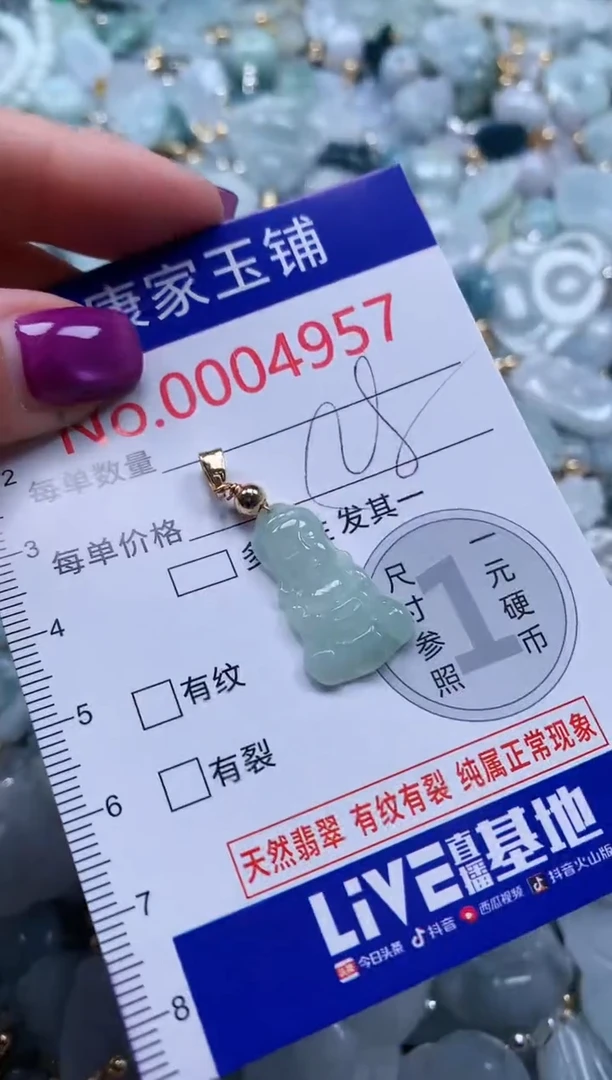 康家玉铺
No.0004957
2
每单数量
3
每单价格
发其一
4
一元硬币
1
尺寸参照
5
有纹
6
有裂
天然翡翠 有纹有裂 纯属正常现象
7
LiVE直播基地
今日头条 抖音 西瓜视频 抖音火山版
8